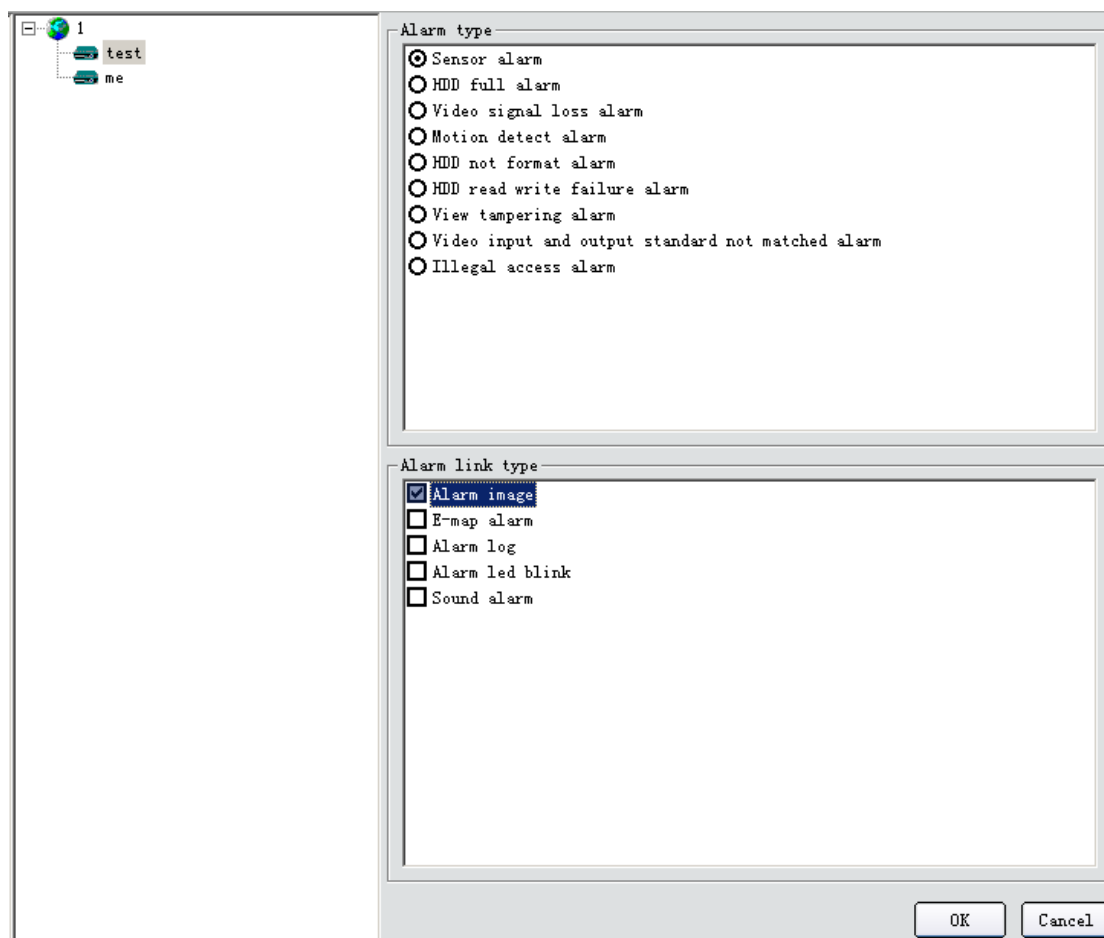 1
test
me
Alarm type
Sensor alarm
HDD full alarm
Video signal loss alarm
Motion detect alarm
HDD not format alarm
HDD read write failure alarm
View tampering alarm
Video input and output standard not matched alarm
Illegal access alarm
Alarm link type
Alarm image
E-map alarm
Alarm log
Alarm led blink
Sound alarm
OK Cancel